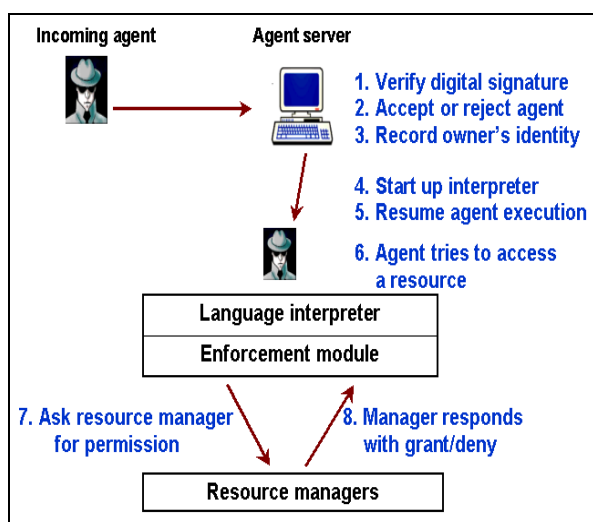 Incoming agent
Agent server
1. Verify digital signature
2. Accept or reject agent
3. Record owner's identity
4. Start up interpreter
5. Resume agent execution
6. Agent tries to access
a resource
Language interpreter
Enforcement module
7. Ask resource manager
for permission
8. Manager responds
with grant/deny
Resource managers